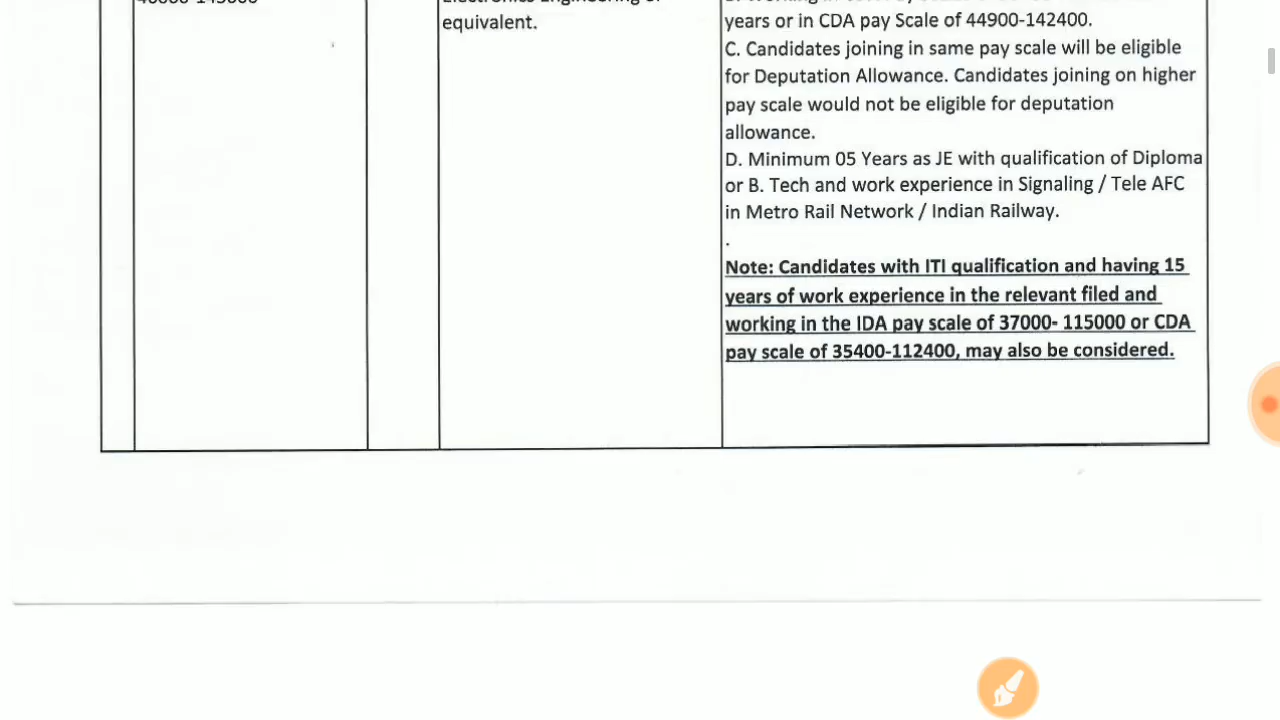 equivalent.
years or in CDA pay Scale of 44900-142400.
C. Candidates joining in same pay scale will be eligible
for Deputation Allowance. Candidates joining on higher
pay scale would not be eligible for deputation
allowance.
D. Minimum 05 Years as JE with qualification of Diploma
or B. Tech and work experience in Signaling / Tele AFC
in Metro Rail Network / Indian Railway.
.
Note: Candidates with ITI qualification and having 15
years of work experience in the relevant filed and
working in the IDA pay scale of 37000- 115000 or CDA
pay scale of 35400-112400, may also be considered.